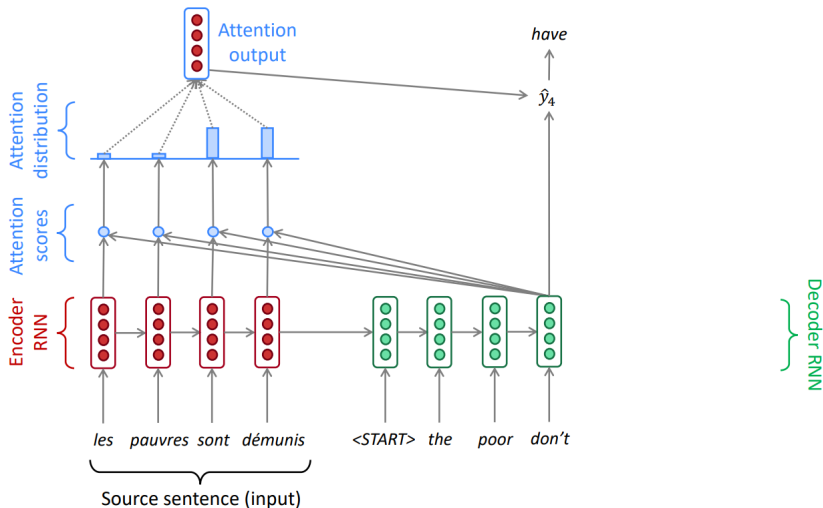 Attention
output
have
ŷ₄
Attention
distribution
Attention
scores
Encoder
RNN
Decoder RNN
les pauvres sont démunis <START> the poor don't
Source sentence (input)